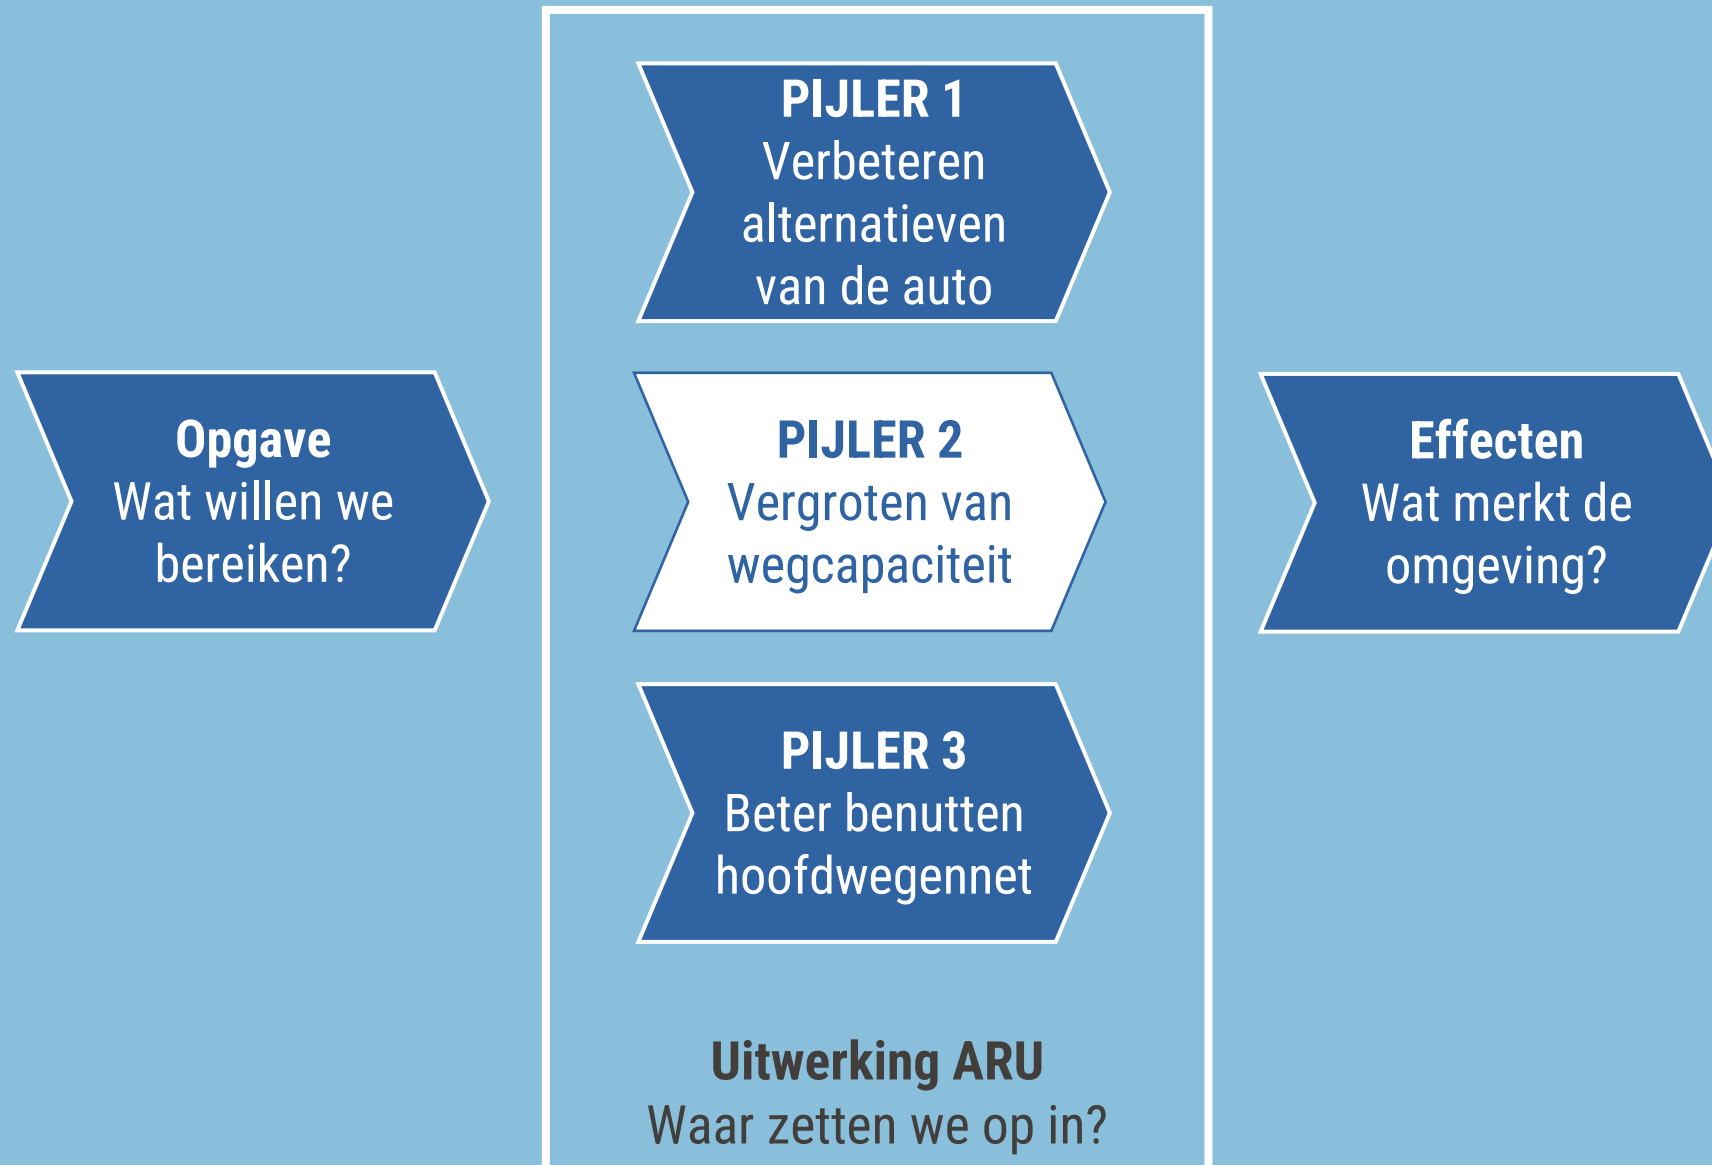 Opgave
Wat willen we
bereiken?
PIJLER 1
Verbeteren
alternatieven
van de auto
PIJLER 2
Vergroten van
wegcapaciteit
PIJLER 3
Beter benutten
hoofdwegennet
Uitwerking ARU
Waar zetten we op in?
Effecten
Wat merkt de
omgeving?